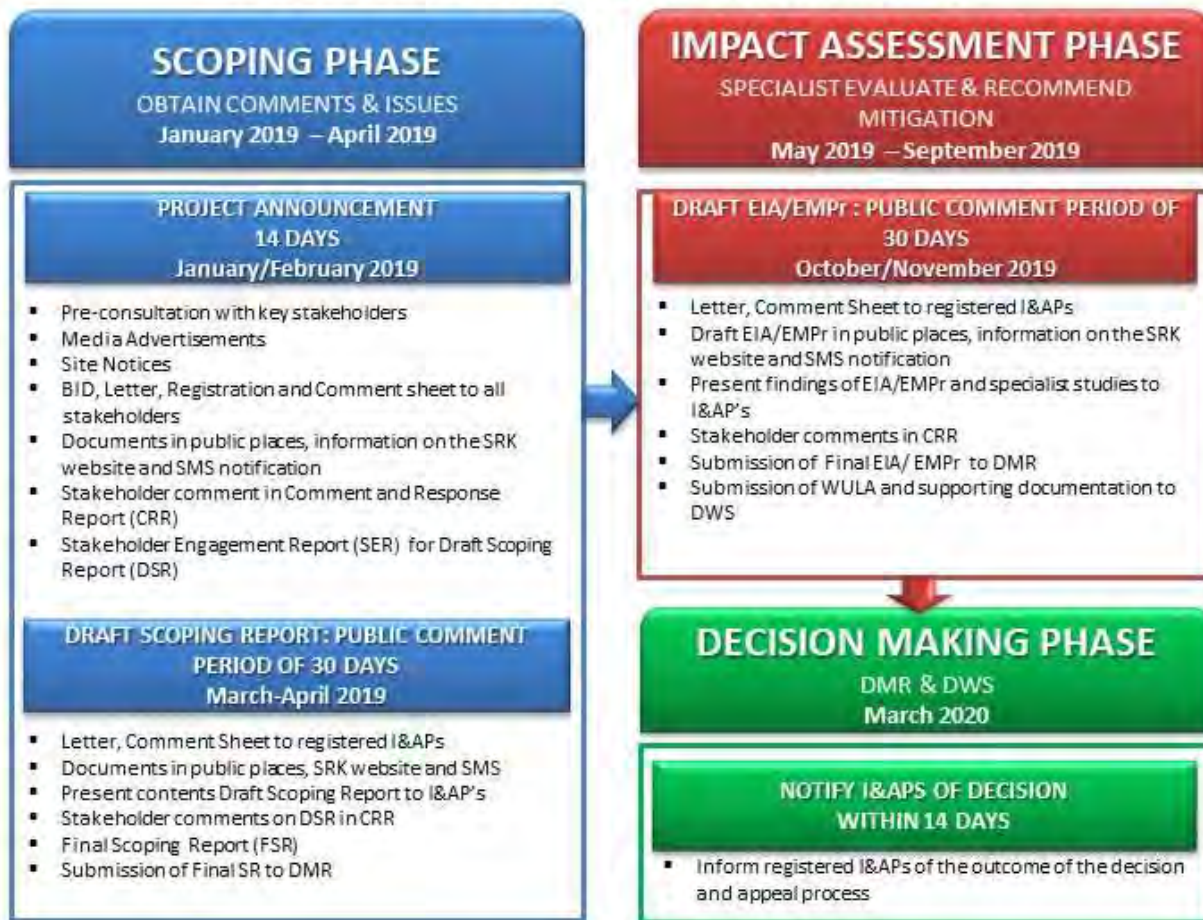 SCOPING PHASE
OBTAIN COMMENTS & ISSUES
January 2019 – April 2019
PROJECT ANNOUNCEMENT
14 DAYS
January/February 2019
▪ Pre-consultation with key stakeholders
▪ Media Advertisements
▪ Site Notices
▪ BID, Letter, Registration and Comment sheet to all
stakeholders
▪ Documents in public places, information on the SRK
website and SMS notification
▪ Stakeholder comment in Comment and Response
Report (CRR)
▪ Stakeholder Engagement Report (SER) for Draft Scoping
Report (DSR)
DRAFT SCOPING REPORT: PUBLIC COMMENT
PERIOD OF 30 DAYS
March-April 2019
▪ Letter, Comment Sheet to registered I&APs
▪ Documents in public places, SRK website and SMS
▪ Present contents Draft Scoping Report to I&AP's
▪ Stakeholder comments on DSR in CRR
▪ Final Scoping Report (FSR)
▪ Submission of Final SR to DMR
IMPACT ASSESSMENT PHASE
SPECIALIST EVALUATE & RECOMMEND
MITIGATION
May 2019 – September 2019
DRAFT EIA/EMPr : PUBLIC COMMENT PERIOD OF
30 DAYS
October/November 2019
▪ Letter, Comment Sheet to registered I&APs
▪ Draft EIA/EMPr in public places, information on the SRK
website and SMS notification
▪ Present findings of EIA/EMPr and specialist studies to
I&AP's
▪ Stakeholder comments in CRR
▪ Submission of Final EIA/ EMPr to DMR
▪ Submission of WULA and supporting documentation to
DWS
DECISION MAKING PHASE
DMR & DWS
March 2020
NOTIFY I&APS OF DECISION
WITHIN 14 DAYS
▪ Inform registered I&APs of the outcome of the decision
and appeal process